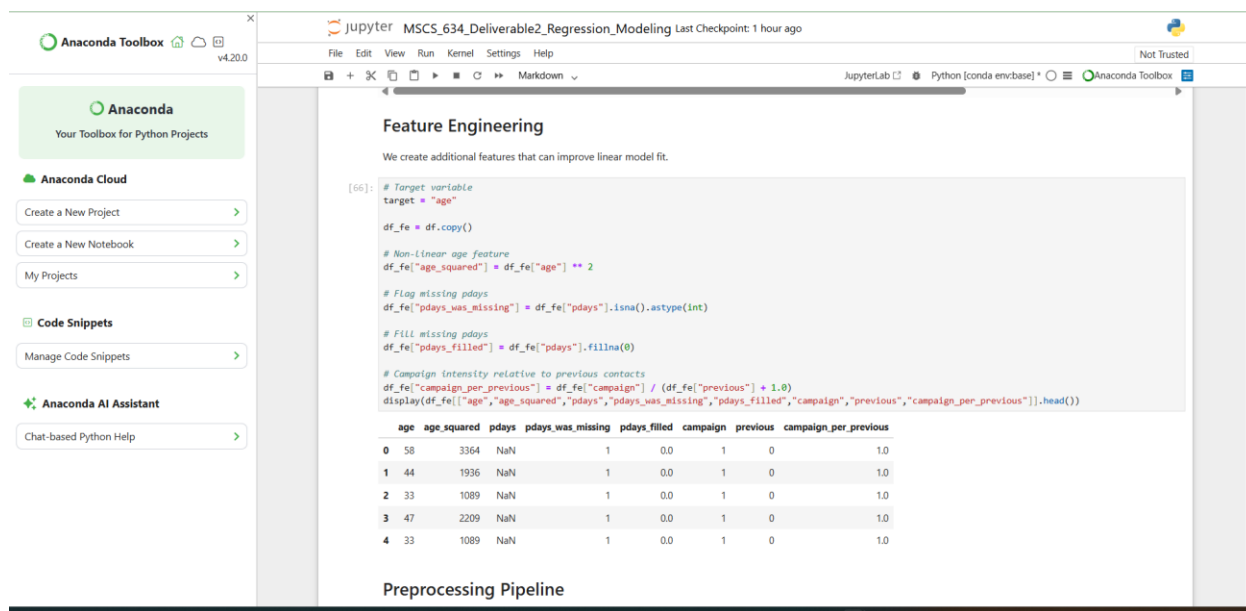 ×
Anaconda Toolbox
v4.20.0
Anaconda
Your Toolbox for Python Projects
Anaconda Cloud
Create a New Project
Create a New Notebook
My Projects
Code Snippets
Manage Code Snippets
Anaconda AI Assistant
Chat-based Python Help
jupyter MSCS_634_Deliverable2_Regression_Modeling Last Checkpoint: 1 hour ago
File Edit View Run Kernel Settings Help
Not Trusted
Markdown
JupyterLab Python [conda env:base] * Anaconda Toolbox
Feature Engineering
We create additional features that can improve linear model fit.
[66]: # Target variable
target = "age"
df_fe = df.copy()
# Non-linear age feature
df_fe["age_squared"] = df_fe["age"] ** 2
# Flag missing pdays
df_fe["pdays_was_missing"] = df_fe["pdays"].isna().astype(int)
# Fill missing pdays
df_fe["pdays_filled"] = df_fe["pdays"].fillna(0)
# Campaign intensity relative to previous contacts
df_fe["campaign_per_previous"] = df_fe["campaign"] / (df_fe["previous"] + 1.0)
display(df_fe[["age","age_squared","pdays","pdays_was_missing","pdays_filled","campaign","previous","campaign_per_previous"]].head())
age age_squared pdays pdays_was_missing pdays_filled campaign previous campaign_per_previous
0 58 3364 NaN 1 0.0 1 0 1.0
1 44 1936 NaN 1 0.0 1 0 1.0
2 33 1089 NaN 1 0.0 1 0 1.0
3 47 2209 NaN 1 0.0 1 0 1.0
4 33 1089 NaN 1 0.0 1 0 1.0
Preprocessing Pipeline